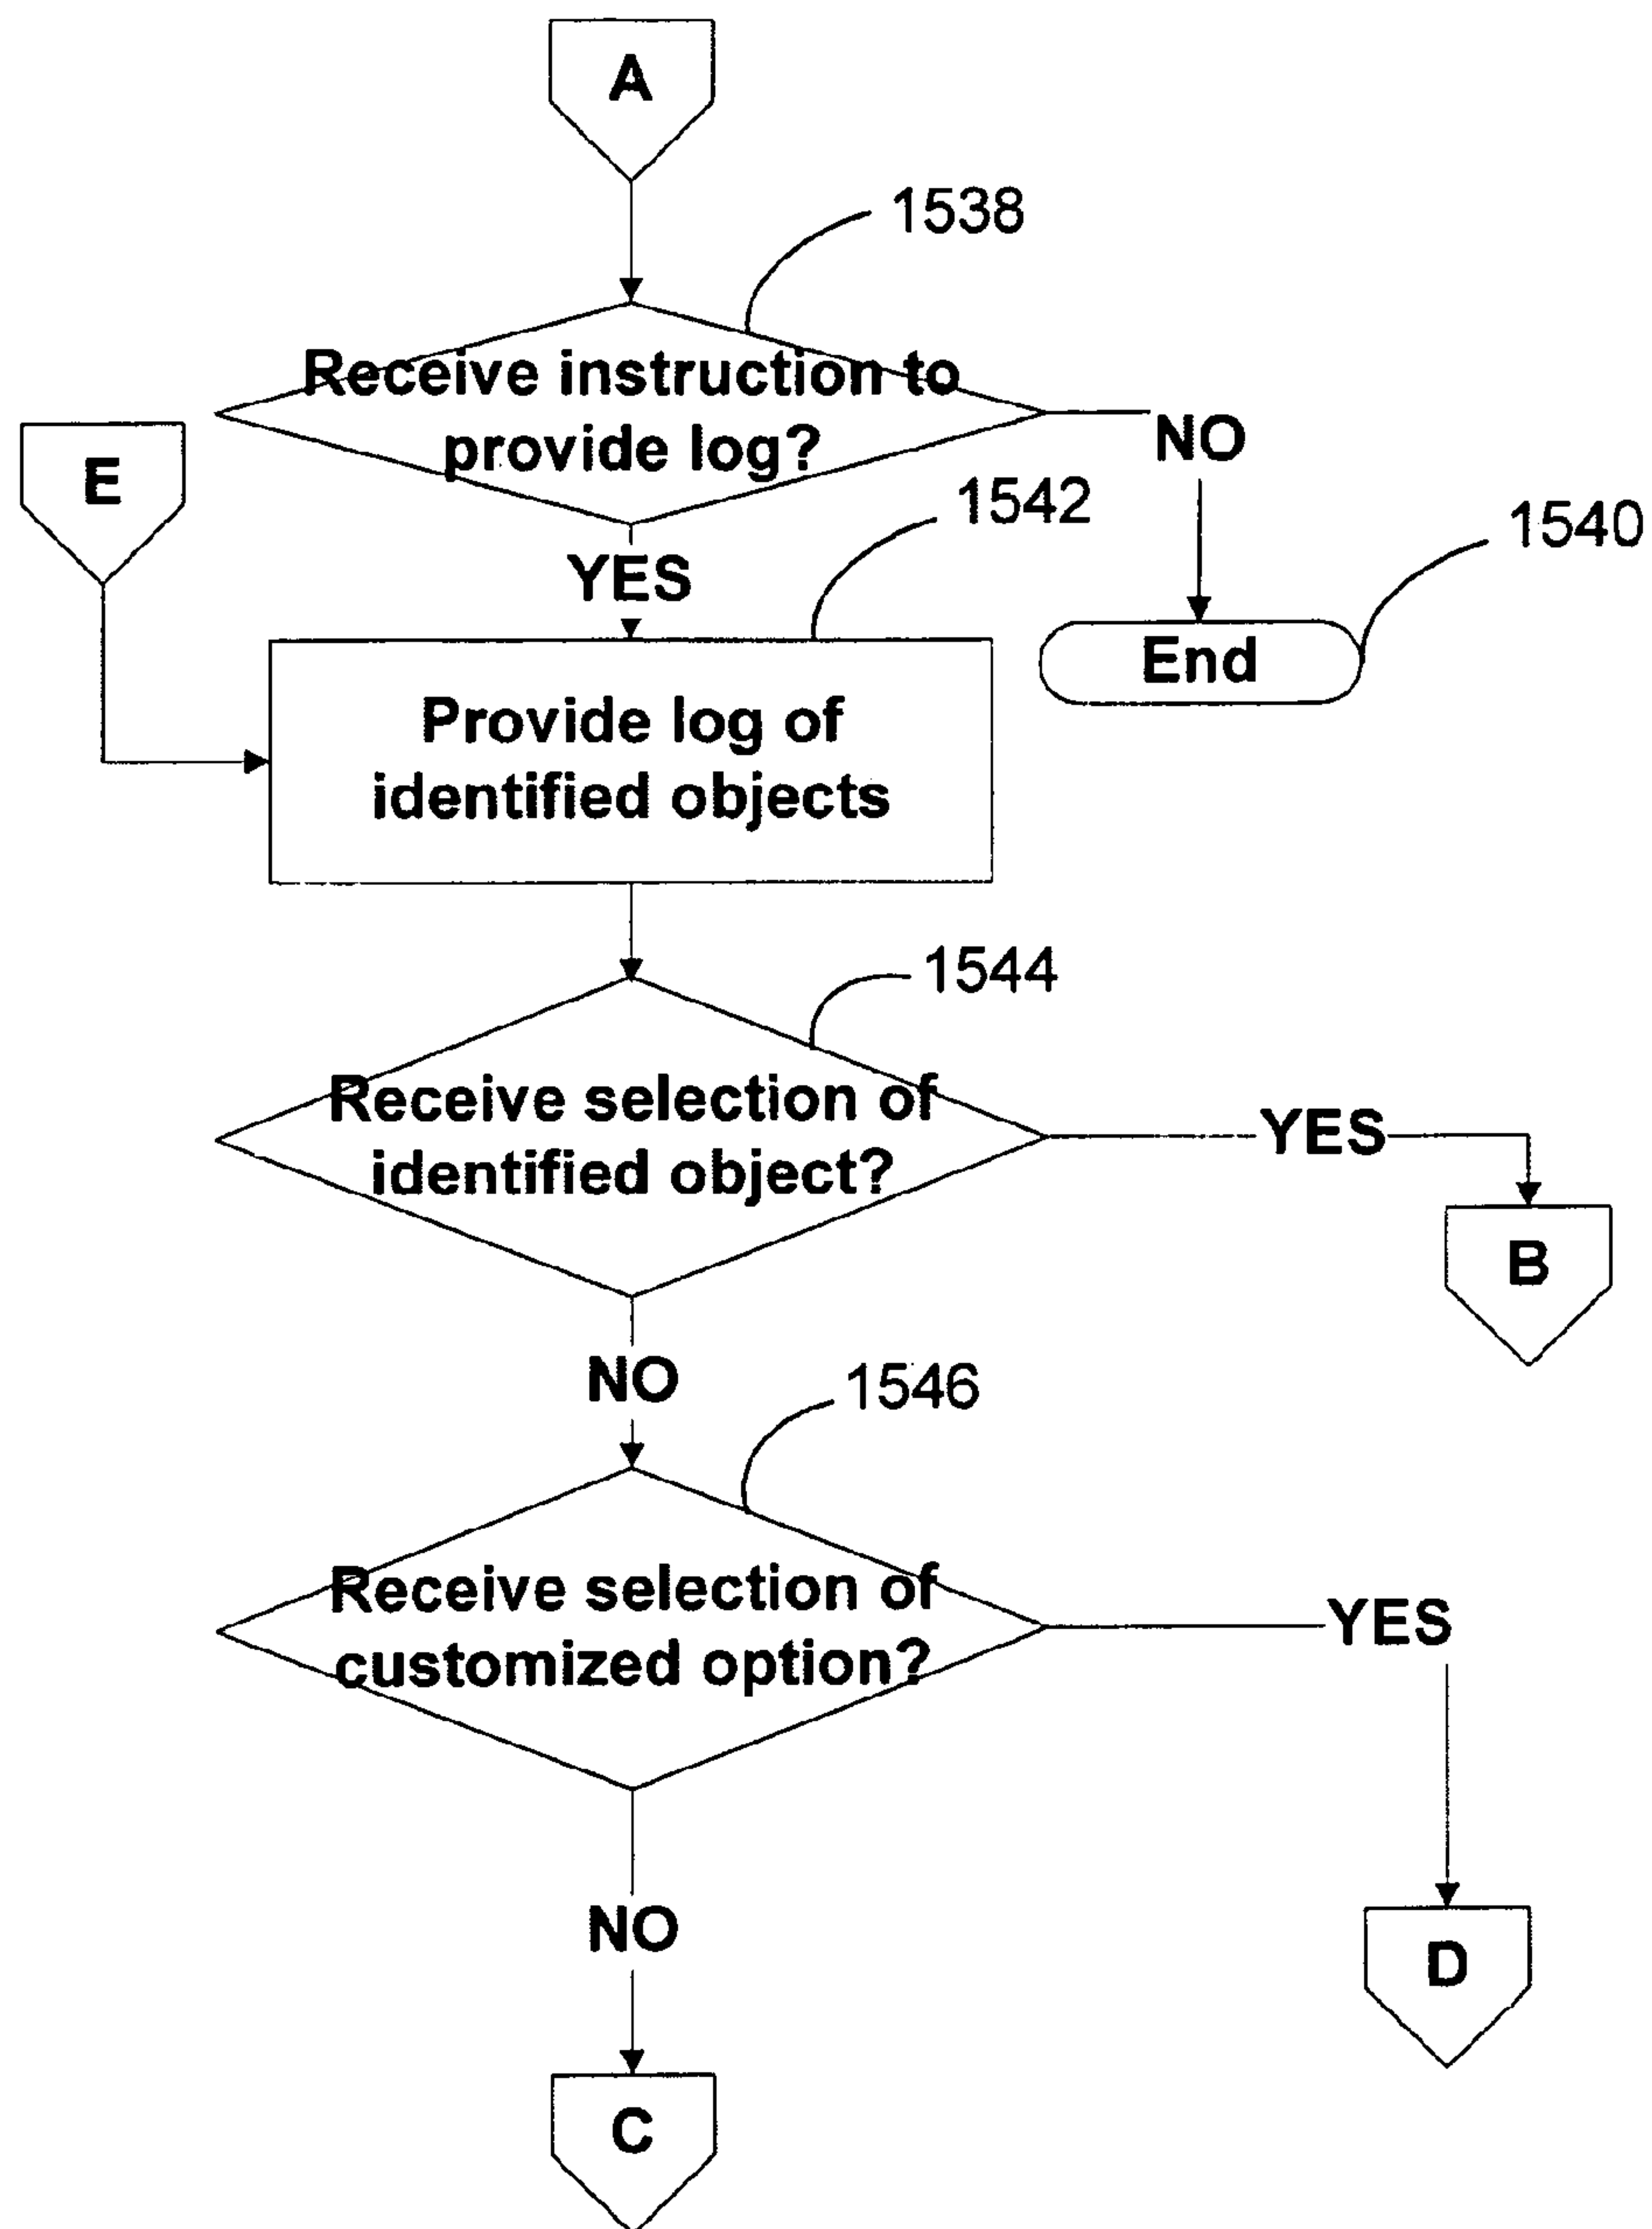 A
1538
Receive instruction to
provide log?
NO
E
1542
1540
YES
End
Provide log of
identified objects
1544
Receive selection of
identified object?
YES
B
NO
1546
Receive selection of
customized option?
YES
NO
D
C